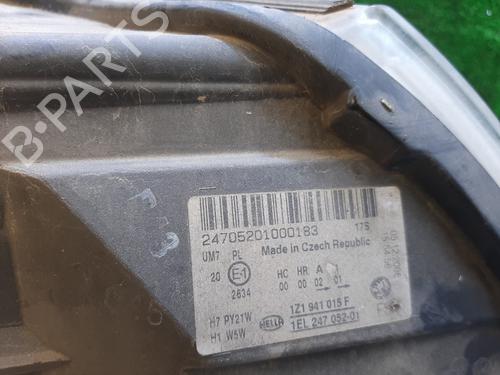 B-PARTS
24705201000183 17S
UM7 PL Made in Czech Republic
20 E1 HC HR A
2634 00 00 02 01
H7 PY21W HELLA 1Z1 941 015 F
H1 W5W 1EL 247 052-01